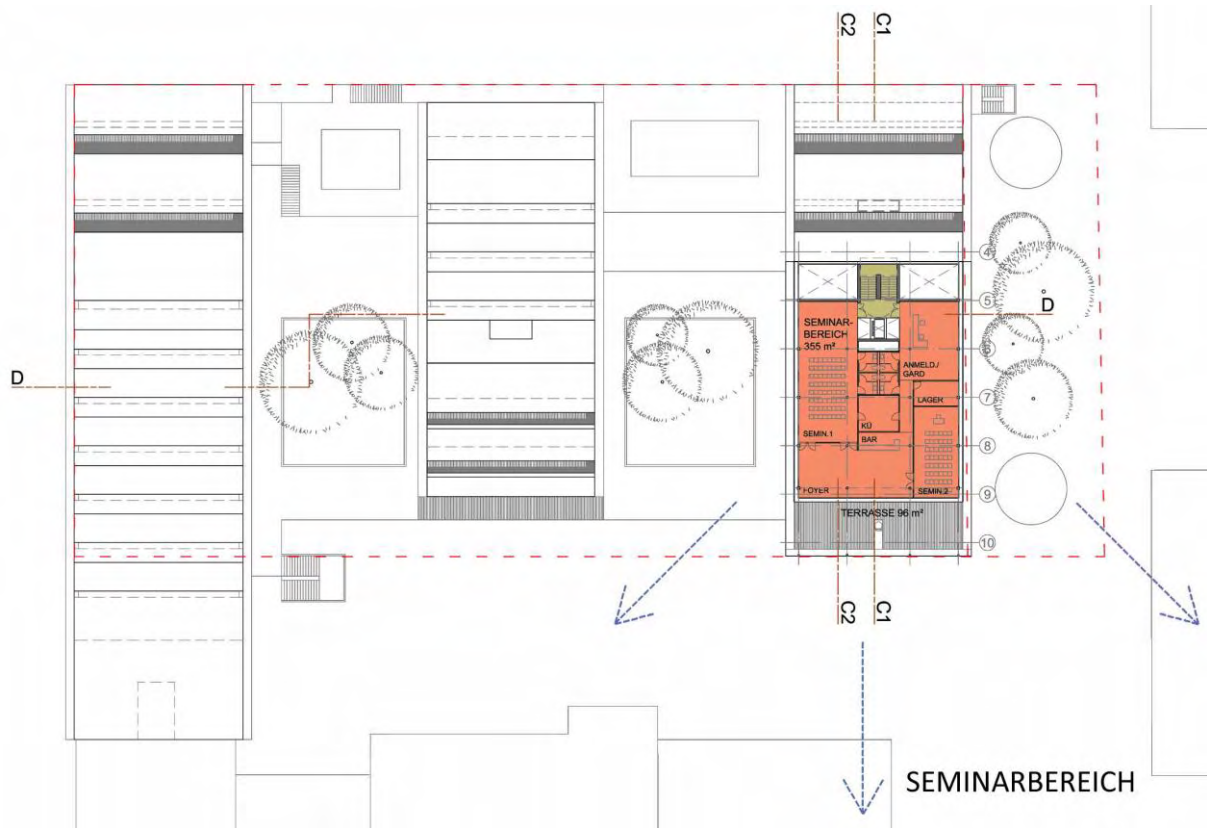 C2
C1
4
5
D
SEMINAR-
BEREICH
355 m²
6
ANMELD./
GARD
D
7
LAGER
KÜ
SEMIN.1
BAR
8
FOYER
SEMIN.2
9
TERRASSE 96 m²
10
C2
C1
SEMINARBEREICH